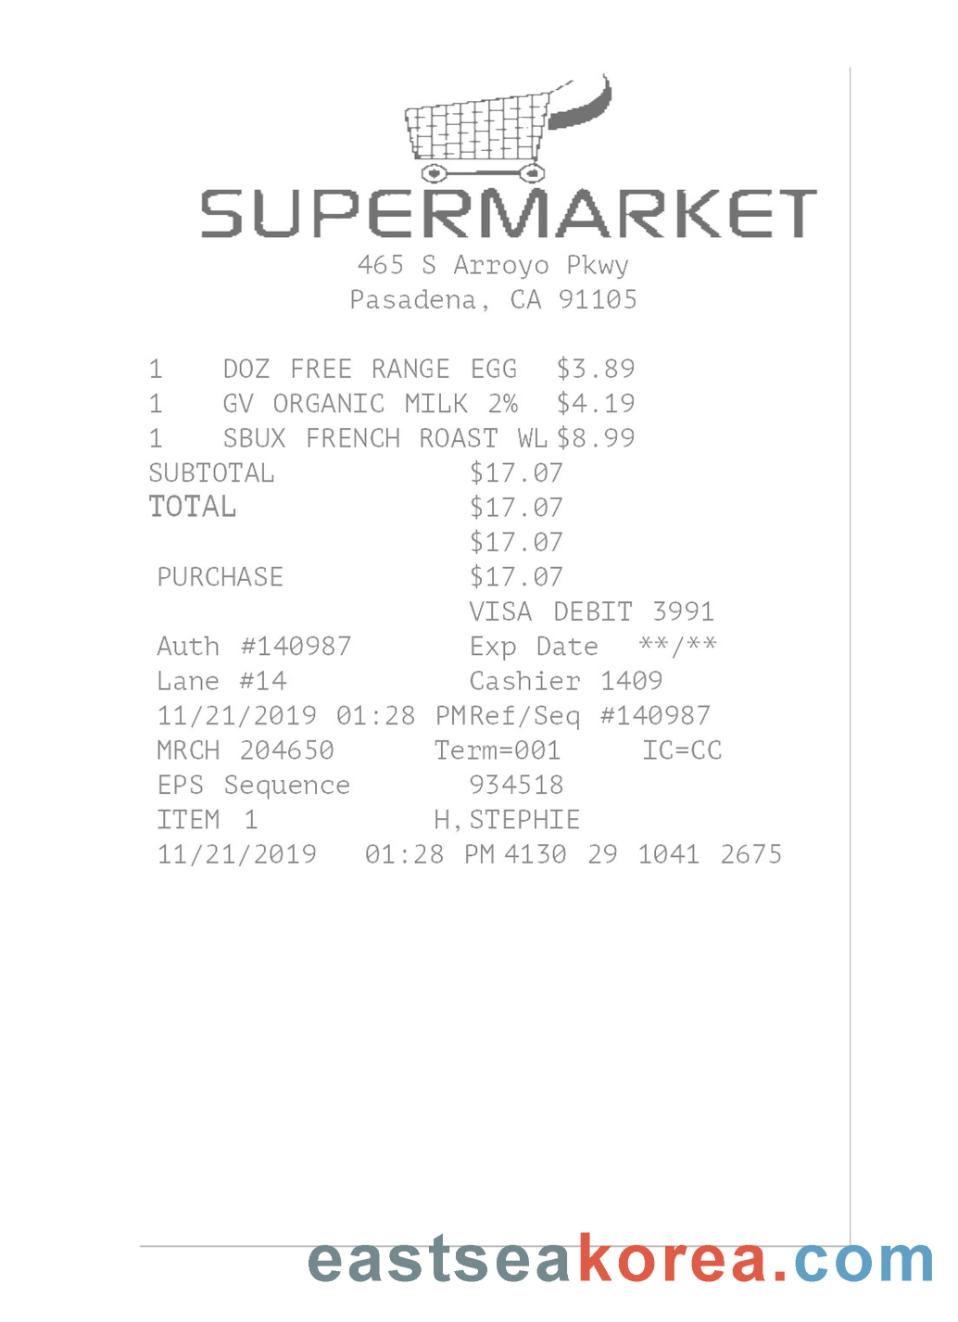 SUPERMARKET
465 S Arroyo Pkwy
Pasadena, CA 91105
1 DOZ FREE RANGE EGG $3.89
1 GV ORGANIC MILK 2% $4.19
1 SBUX FRENCH ROAST WL $8.99
SUBTOTAL $17.07
TOTAL $17.07
$17.07
PURCHASE $17.07
VISA DEBIT 3991
Auth #140987 Exp Date **/**
Lane #14 Cashier 1409
11/21/2019 01:28 PM Ref/Seq #140987
MRCH 204650 Term=001 IC=CC
EPS Sequence 934518
ITEM 1 H, STEPHIE
11/21/2019 01:28 PM 4130 29 1041 2675
eastseakorea.com